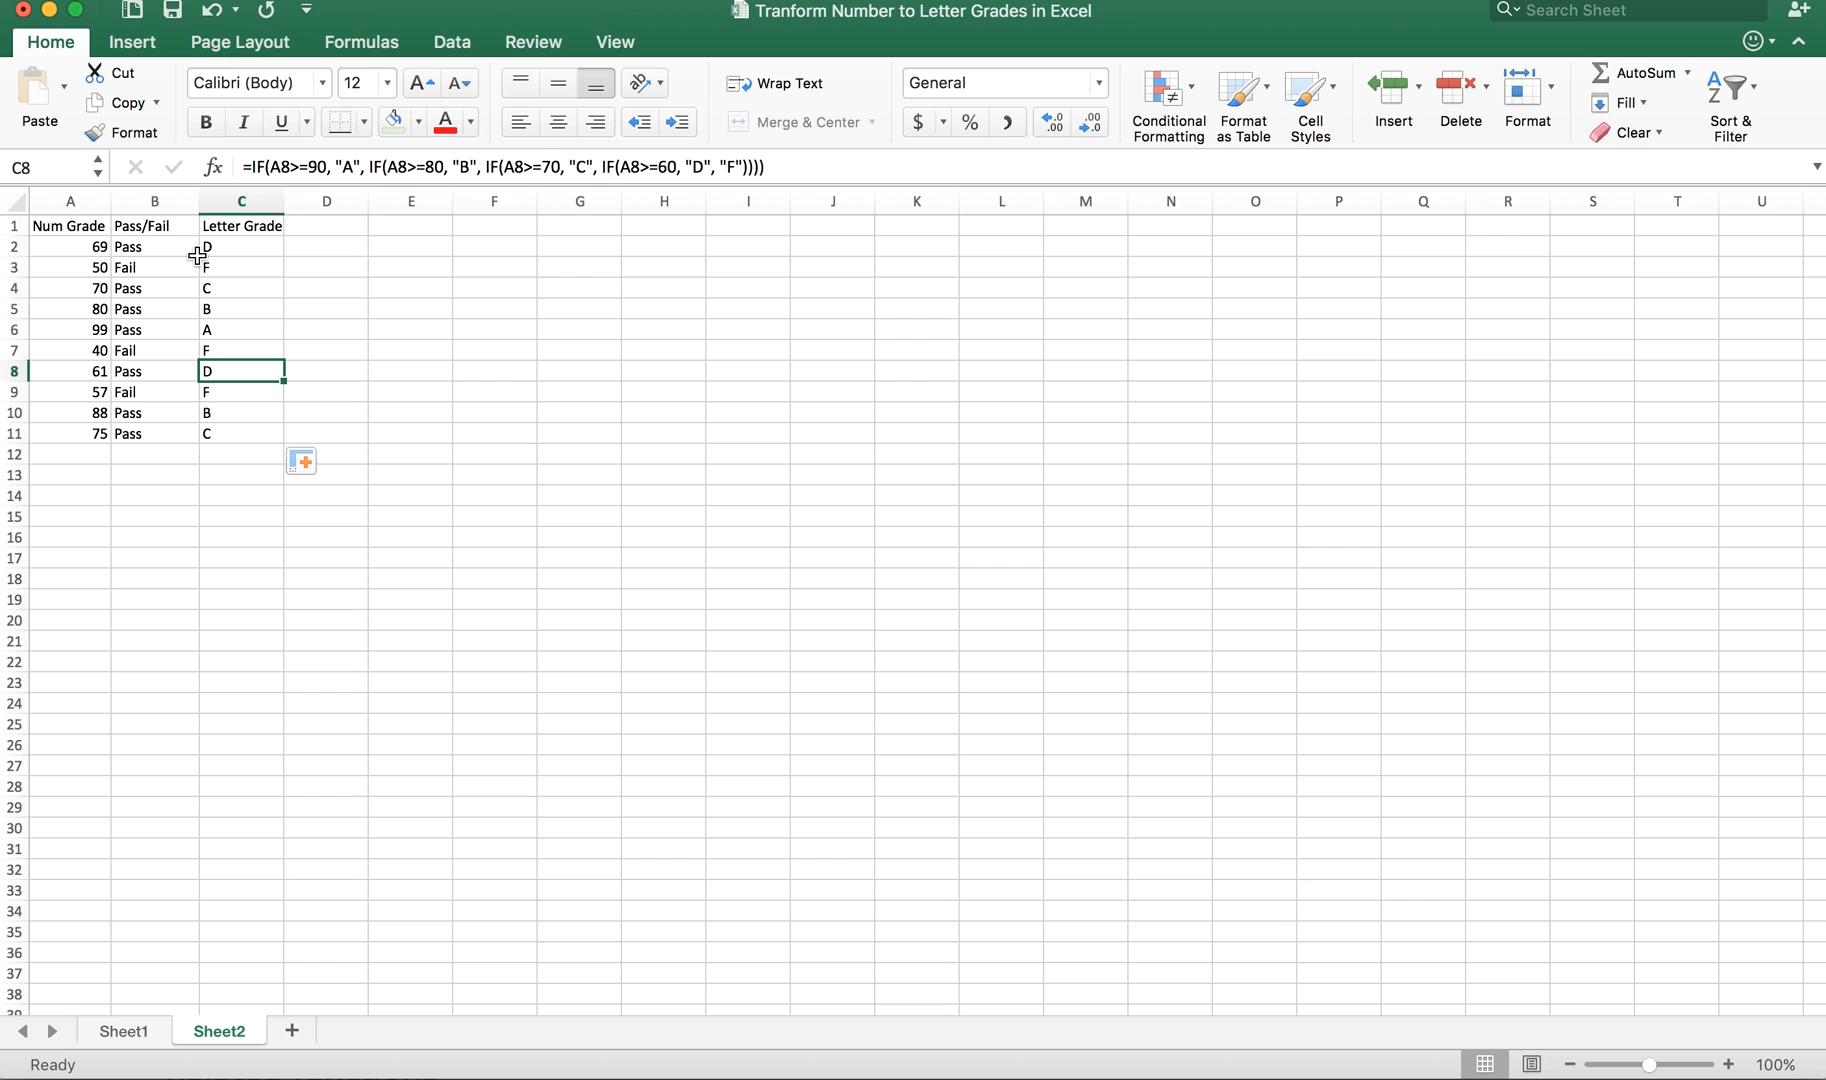 Tranform Number to Letter Grades in Excel
Search Sheet
Home Insert Page Layout Formulas Data Review View
Paste
Cut
Copy
Format
Calibri (Body) 12
B I U
Wrap Text
Merge & Center
General
$ %
Conditional Formatting
Format as Table
Cell Styles
Insert
Delete
Format
AutoSum
Fill
Clear
Sort & Filter
C8 fx =IF(A8>=90, "A", IF(A8>=80, "B", IF(A8>=70, "C", IF(A8>=60, "D", "F"))))
A B C D E F G H I J K L M N O P Q R S T U
1 Num Grade Pass/Fail Letter Grade
2 69 Pass D
3 50 Fail F
4 70 Pass C
5 80 Pass B
6 99 Pass A
7 40 Fail F
8 61 Pass D
9 57 Fail F
10 88 Pass B
11 75 Pass C
12
13
14
15
16
17
18
19
20
21
22
23
24
25
26
27
28
29
30
31
32
33
34
35
36
37
38
Sheet1 Sheet2 +
Ready 100%